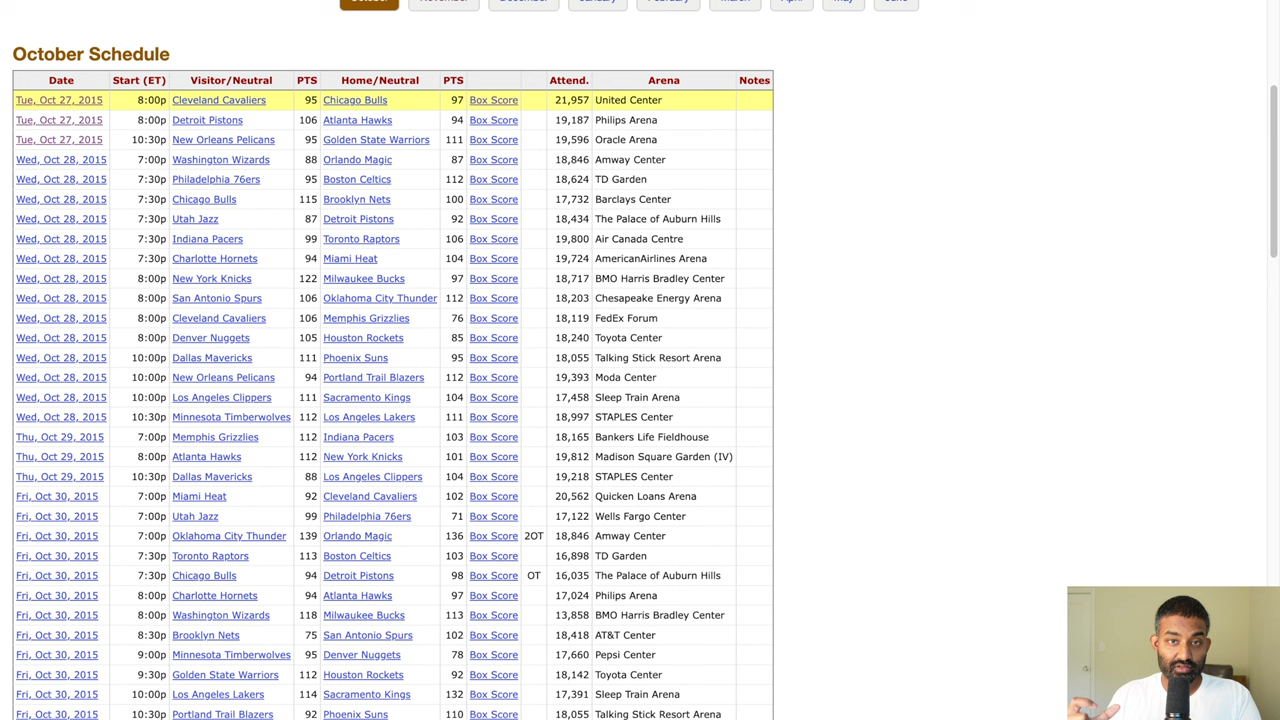 October November December January February March April May June
October Schedule
Date Start (ET) Visitor/Neutral PTS Home/Neutral PTS Attend. Arena Notes
Tue, Oct 27, 2015 8:00p Cleveland Cavaliers 95 Chicago Bulls 97 Box Score 21,957 United Center
Tue, Oct 27, 2015 8:00p Detroit Pistons 106 Atlanta Hawks 94 Box Score 19,187 Philips Arena
Tue, Oct 27, 2015 10:30p New Orleans Pelicans 95 Golden State Warriors 111 Box Score 19,596 Oracle Arena
Wed, Oct 28, 2015 7:00p Washington Wizards 88 Orlando Magic 87 Box Score 18,846 Amway Center
Wed, Oct 28, 2015 7:30p Philadelphia 76ers 95 Boston Celtics 112 Box Score 18,624 TD Garden
Wed, Oct 28, 2015 7:30p Chicago Bulls 115 Brooklyn Nets 100 Box Score 17,732 Barclays Center
Wed, Oct 28, 2015 7:30p Utah Jazz 87 Detroit Pistons 92 Box Score 18,434 The Palace of Auburn Hills
Wed, Oct 28, 2015 7:30p Indiana Pacers 99 Toronto Raptors 106 Box Score 19,800 Air Canada Centre
Wed, Oct 28, 2015 7:30p Charlotte Hornets 94 Miami Heat 104 Box Score 19,724 AmericanAirlines Arena
Wed, Oct 28, 2015 8:00p New York Knicks 122 Milwaukee Bucks 97 Box Score 18,717 BMO Harris Bradley Center
Wed, Oct 28, 2015 8:00p San Antonio Spurs 106 Oklahoma City Thunder 112 Box Score 18,203 Chesapeake Energy Arena
Wed, Oct 28, 2015 8:00p Cleveland Cavaliers 106 Memphis Grizzlies 76 Box Score 18,119 FedEx Forum
Wed, Oct 28, 2015 8:00p Denver Nuggets 105 Houston Rockets 85 Box Score 18,240 Toyota Center
Wed, Oct 28, 2015 10:00p Dallas Mavericks 111 Phoenix Suns 95 Box Score 18,055 Talking Stick Resort Arena
Wed, Oct 28, 2015 10:00p New Orleans Pelicans 94 Portland Trail Blazers 112 Box Score 19,393 Moda Center
Wed, Oct 28, 2015 10:00p Los Angeles Clippers 111 Sacramento Kings 104 Box Score 17,458 Sleep Train Arena
Wed, Oct 28, 2015 10:30p Minnesota Timberwolves 112 Los Angeles Lakers 111 Box Score 18,997 STAPLES Center
Thu, Oct 29, 2015 7:00p Memphis Grizzlies 112 Indiana Pacers 103 Box Score 18,165 Bankers Life Fieldhouse
Thu, Oct 29, 2015 8:00p Atlanta Hawks 112 New York Knicks 101 Box Score 19,812 Madison Square Garden (IV)
Thu, Oct 29, 2015 10:30p Dallas Mavericks 88 Los Angeles Clippers 104 Box Score 19,218 STAPLES Center
Fri, Oct 30, 2015 7:00p Miami Heat 92 Cleveland Cavaliers 102 Box Score 20,562 Quicken Loans Arena
Fri, Oct 30, 2015 7:00p Utah Jazz 99 Philadelphia 76ers 71 Box Score 17,122 Wells Fargo Center
Fri, Oct 30, 2015 7:00p Oklahoma City Thunder 139 Orlando Magic 136 Box Score 2OT 18,846 Amway Center
Fri, Oct 30, 2015 7:30p Toronto Raptors 113 Boston Celtics 103 Box Score 16,898 TD Garden
Fri, Oct 30, 2015 7:30p Chicago Bulls 94 Detroit Pistons 98 Box Score OT 16,035 The Palace of Auburn Hills
Fri, Oct 30, 2015 8:00p Charlotte Hornets 94 Atlanta Hawks 97 Box Score 17,024 Philips Arena
Fri, Oct 30, 2015 8:00p Washington Wizards 118 Milwaukee Bucks 113 Box Score 13,858 BMO Harris Bradley Center
Fri, Oct 30, 2015 8:30p Brooklyn Nets 75 San Antonio Spurs 102 Box Score 18,418 AT&T Center
Fri, Oct 30, 2015 9:00p Minnesota Timberwolves 95 Denver Nuggets 78 Box Score 17,660 Pepsi Center
Fri, Oct 30, 2015 9:30p Golden State Warriors 112 Houston Rockets 92 Box Score 18,142 Toyota Center
Fri, Oct 30, 2015 10:00p Los Angeles Lakers 114 Sacramento Kings 132 Box Score 17,391 Sleep Train Arena
Fri, Oct 30, 2015 10:30p Portland Trail Blazers 92 Phoenix Suns 110 Box Score 18,055 Talking Stick Resort Arena